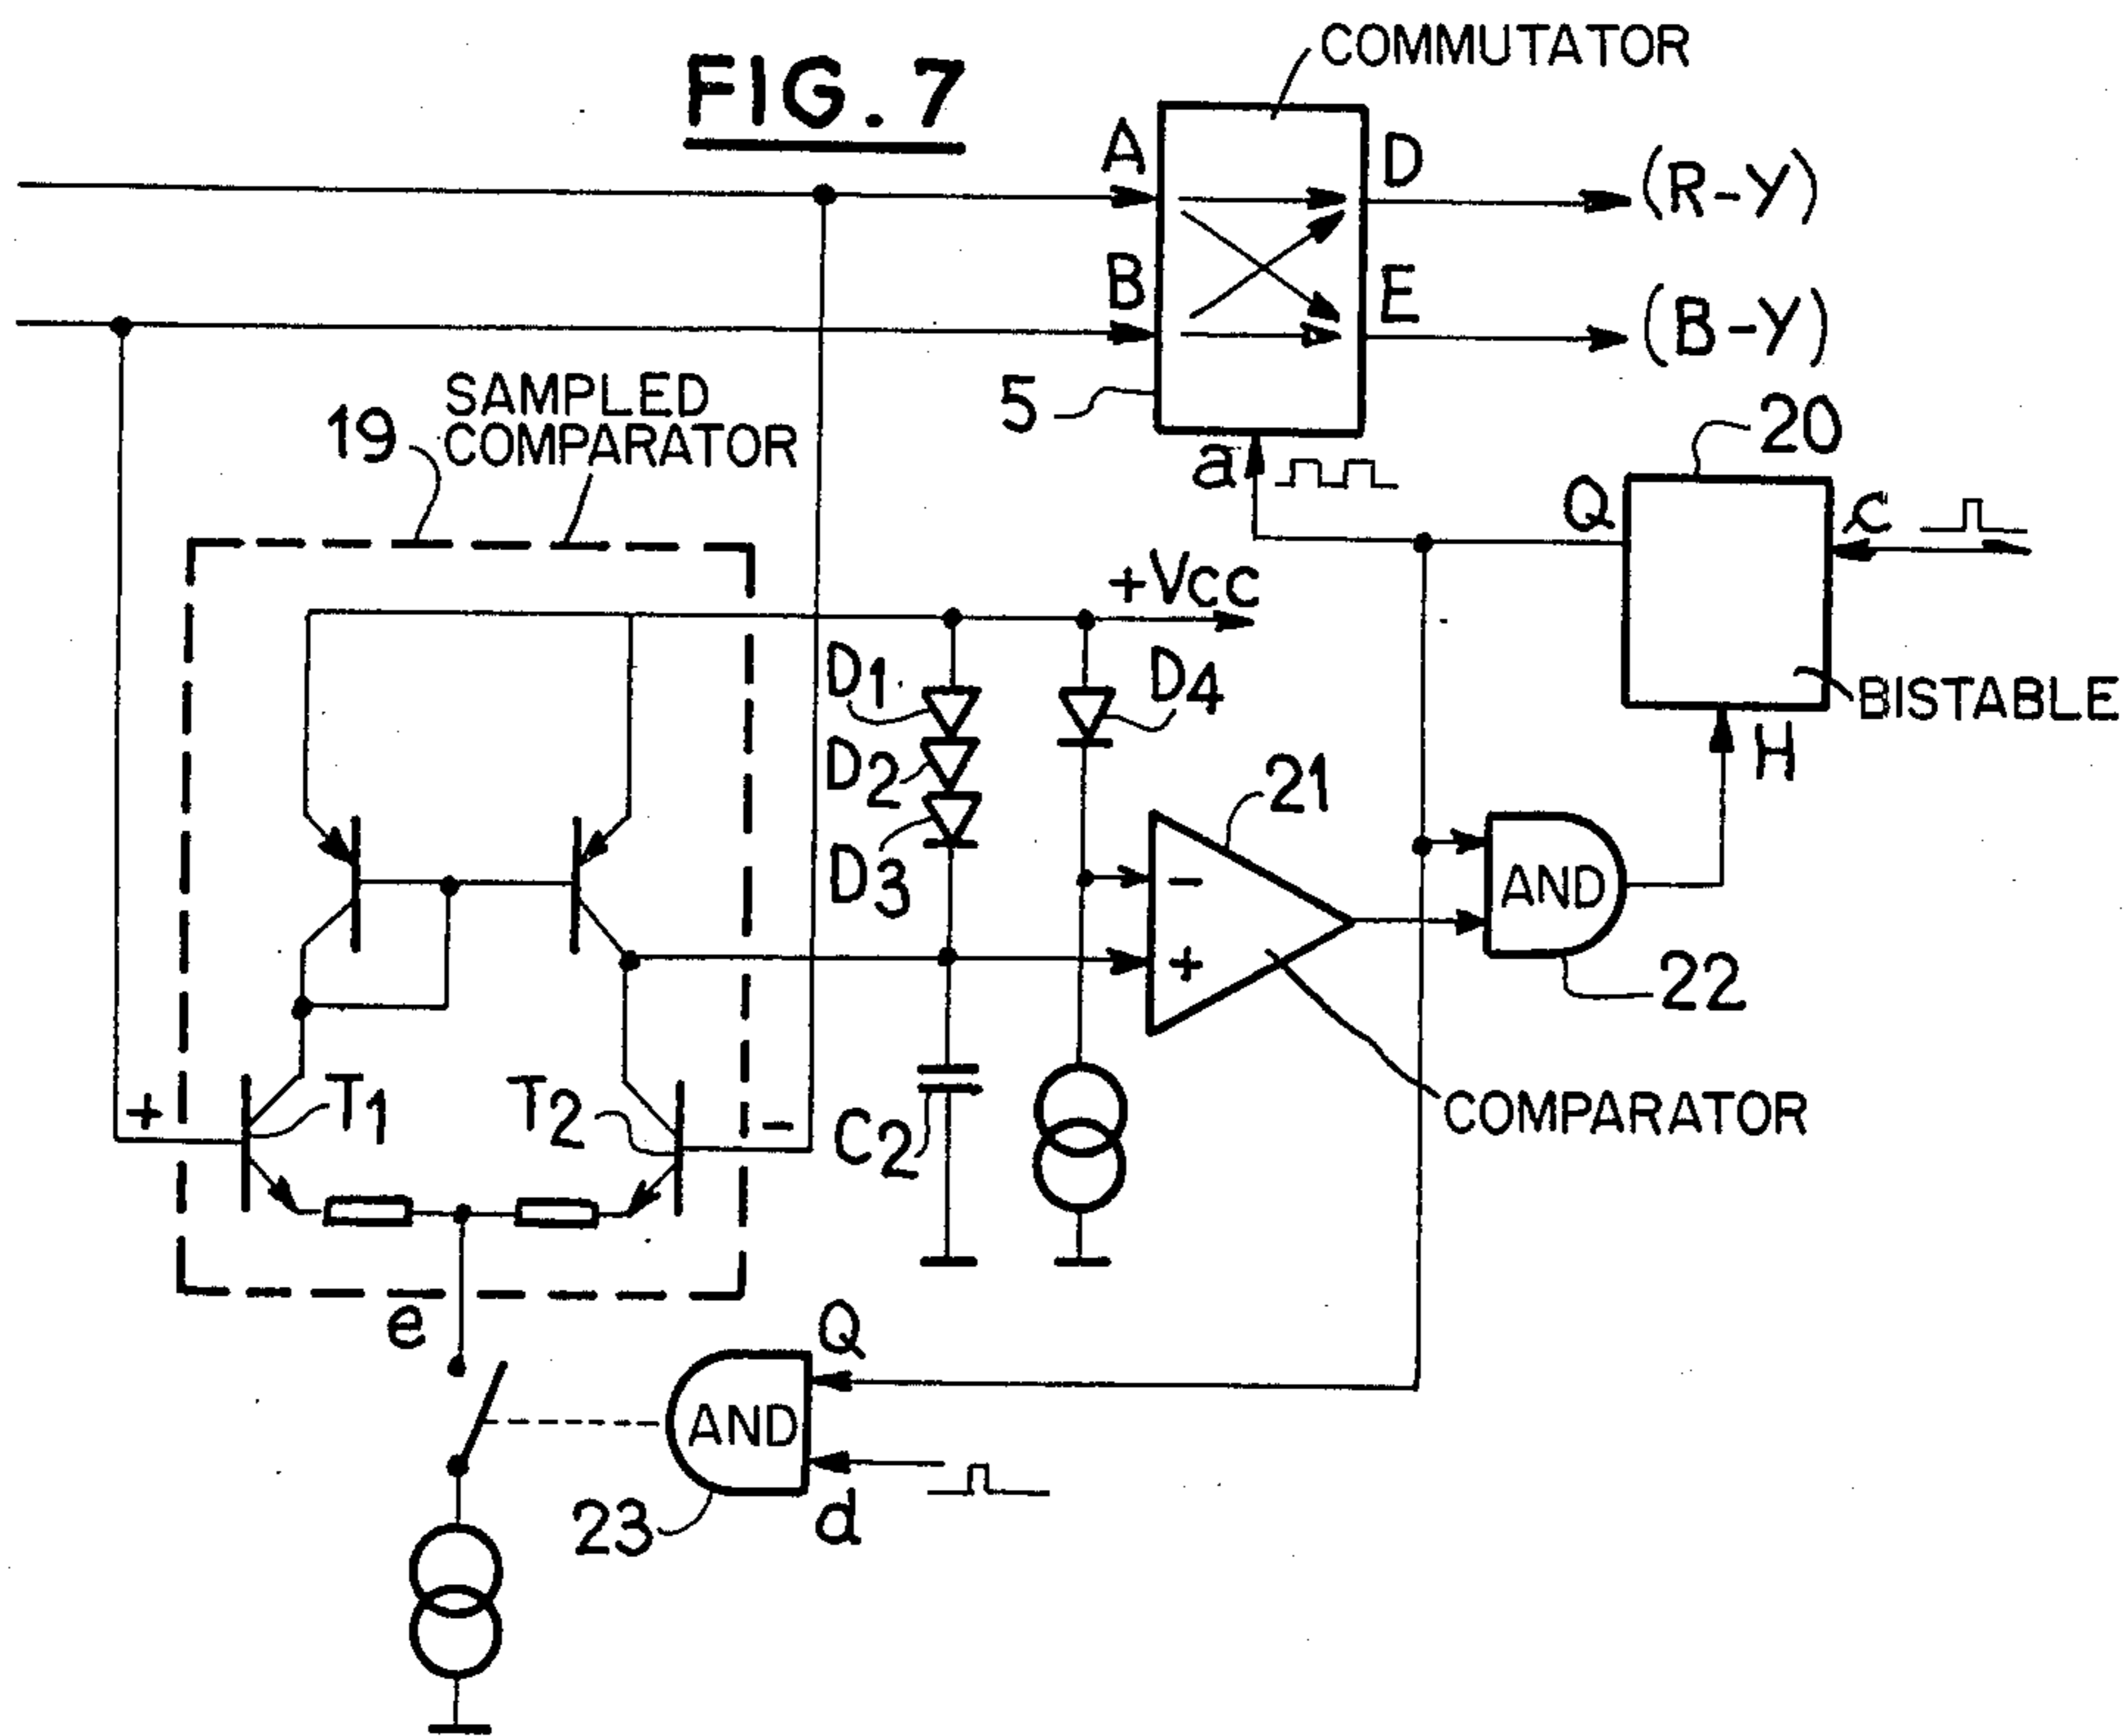 FIG. 7
COMMUTATOR
A
D
(R-Y)
B
E
(B-Y)
5
a
19
SAMPLED
COMPARATOR
20
Q
C
BISTABLE
H
+Vcc
D1
D2
D3
D4
21
-
+
AND
22
COMPARATOR
+
T1
T2
-
C2
e
Q
AND
23
d